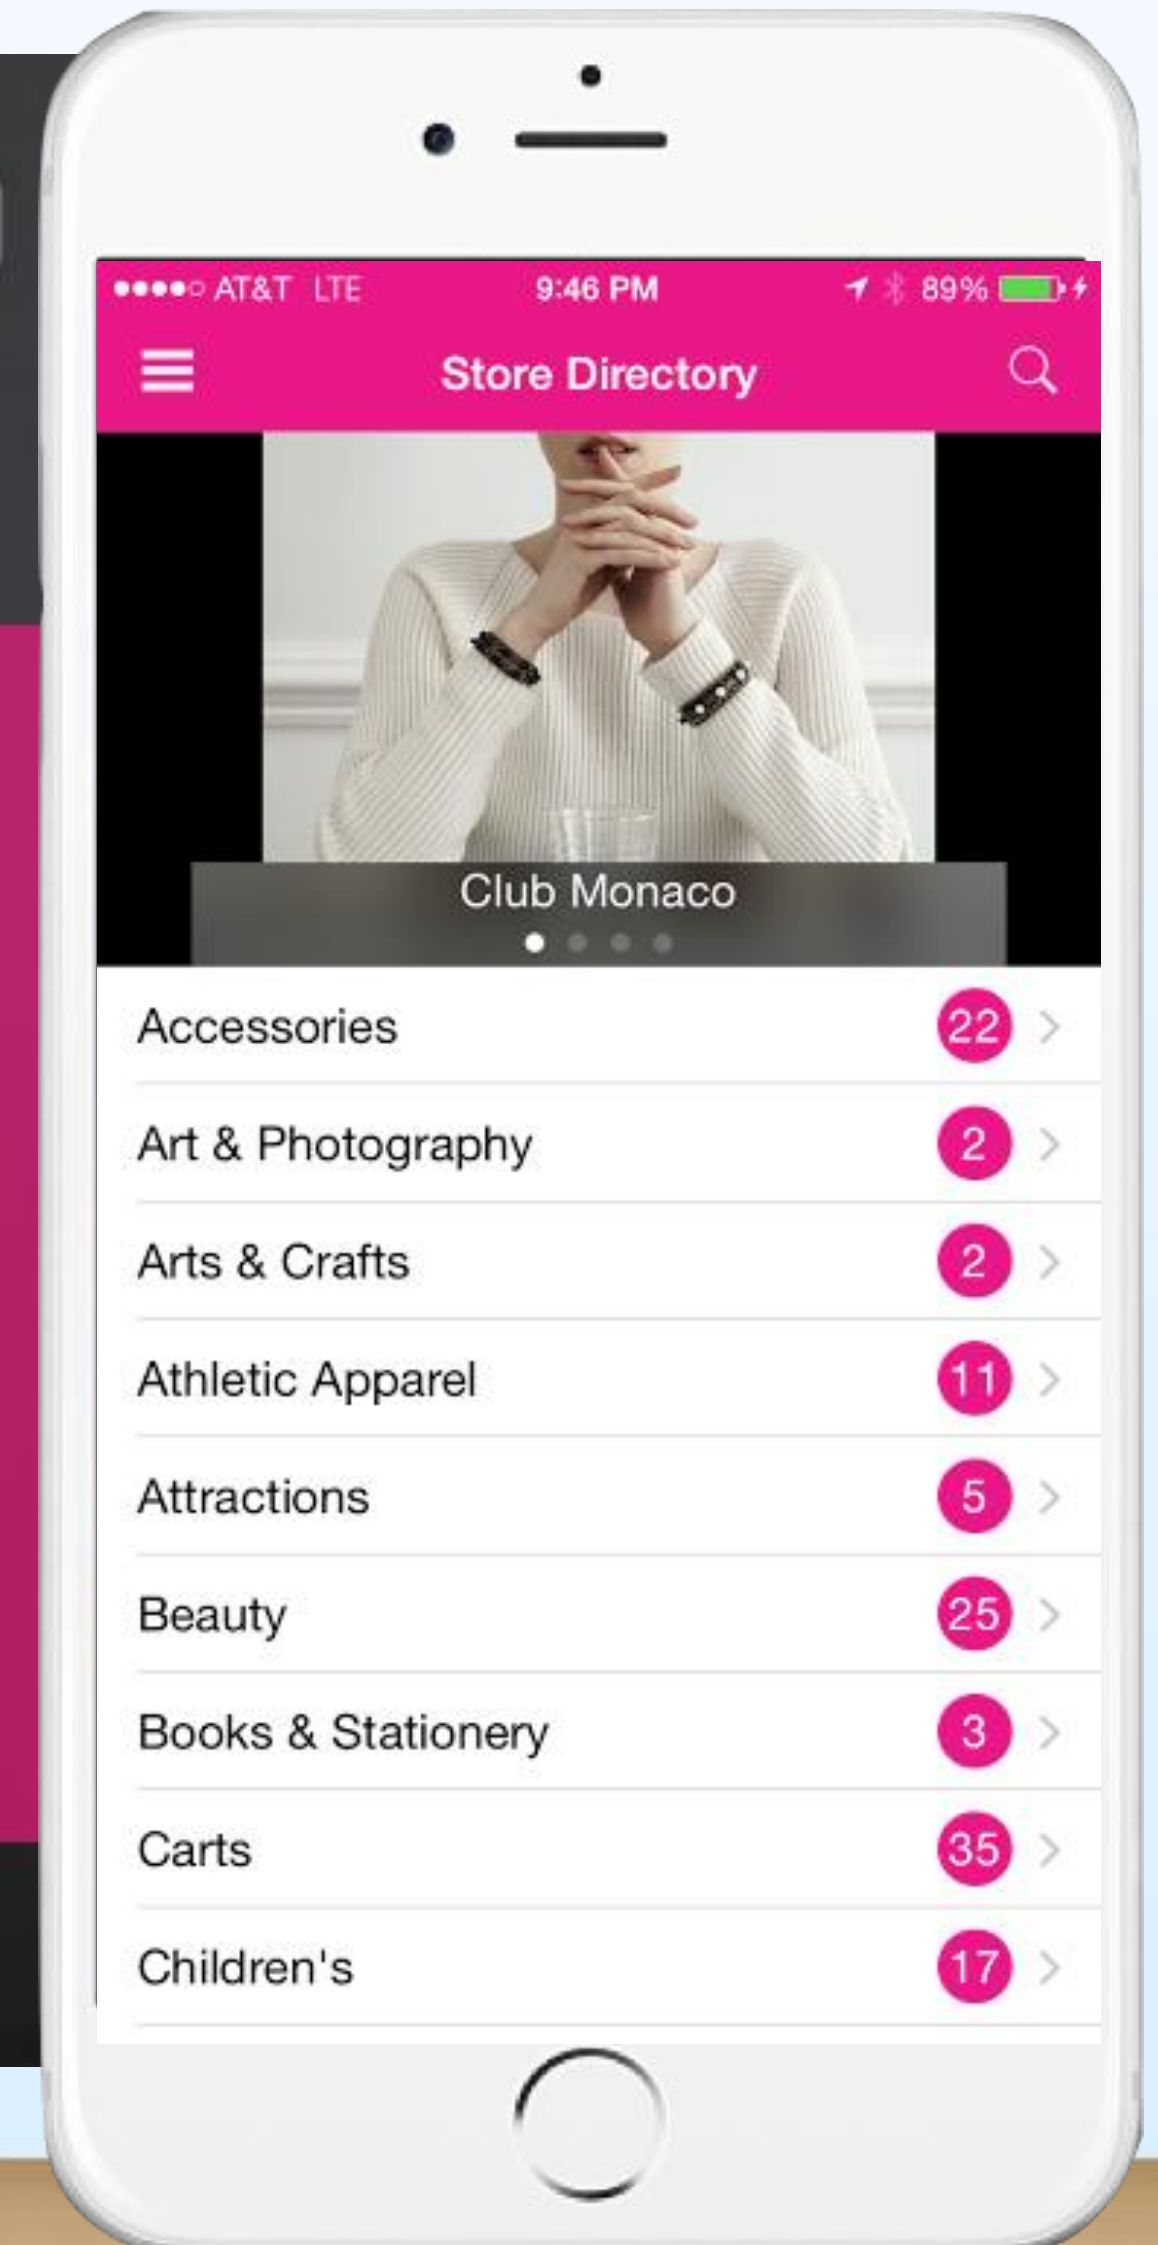 AT&T LTE 9:46 PM 89%
Store Directory
Club Monaco
Accessories 22
Art & Photography 2
Arts & Crafts 2
Athletic Apparel 11
Attractions 5
Beauty 25
Books & Stationery 3
Carts 35
Children's 17